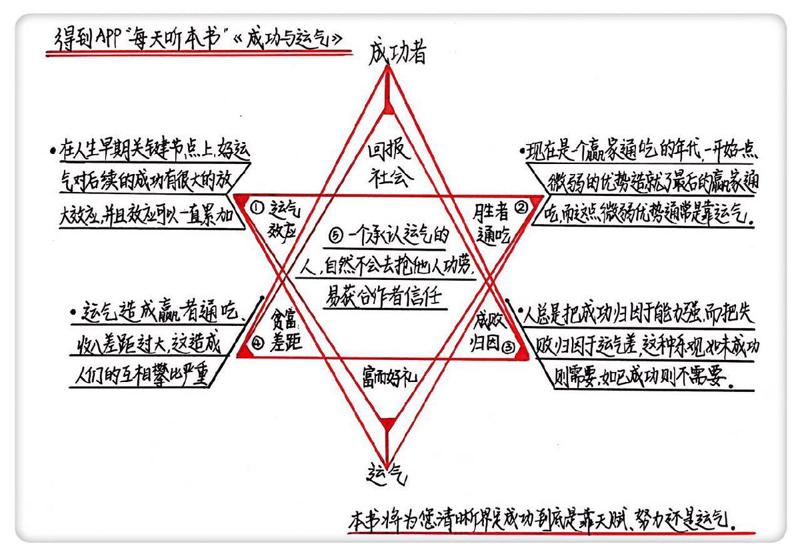 得到APP“每天听本书”《成功与运气》
成功者
回报
社会
• 在人生早期关键节点上,好运
气对后续的成功有很大的放
大效应,并且效应可以一直累加
• 现在是个赢家通吃的年代,一开始一点
微弱的优势造就了最后的赢家通
吃,而这点微弱优势通常是靠运气。
① 运气
效应
胜者 ②
通吃
⑤ 一个承认运气的
人,自然不会去抢他人功劳,
易获合作者信任
• 运气造成赢者通吃、
收入差距过大,这造成
人们的互相攀比严重
贫富
④ 差距
成败
归因 ③
• 人总是把成功归因于能力强,而把失
败归因于运气差,这种乐观,如未成功
则需要,如已成功则不需要。
富而好礼
运气
本书将为您清晰界定成功到底是靠天赋、努力还是运气。